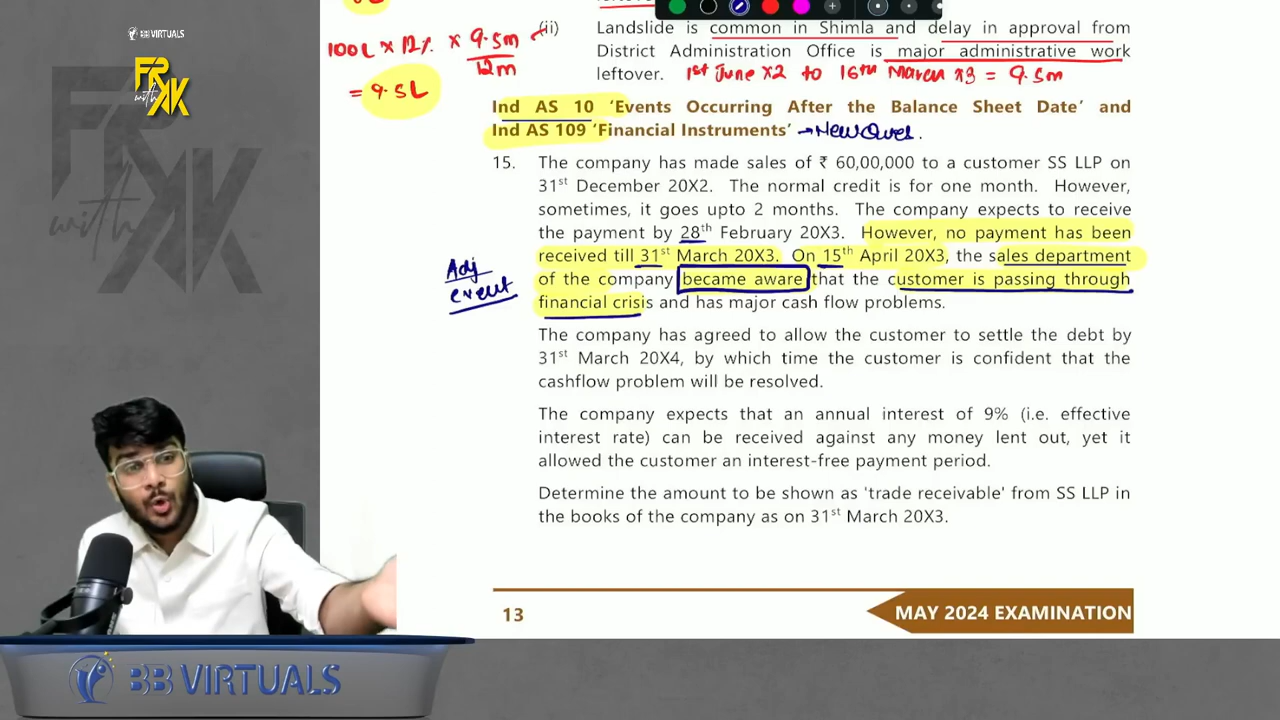 BB VIRTUALS
FR
with
AK
FR
with
AK
100L × 12% × 9.5m
12m
= 9.5L
(ii) Landslide is common in Shimla and delay in approval from
District Administration Office is major administrative work
leftover. 1st June X2 to 16th March X3 = 9.5m
Ind AS 10 ‘Events Occurring After the Balance Sheet Date’ and
Ind AS 109 ‘Financial Instruments’ → New Ques.
15. The company has made sales of ₹ 60,00,000 to a customer SS LLP on
31st December 20X2. The normal credit is for one month. However,
sometimes, it goes upto 2 months. The company expects to receive
the payment by 28th February 20X3. However, no payment has been
received till 31st March 20X3. On 15th April 20X3, the sales department
of the company became aware that the customer is passing through
financial crisis and has major cash flow problems.
Adj
event
The company has agreed to allow the customer to settle the debt by
31st March 20X4, by which time the customer is confident that the
cashflow problem will be resolved.
The company expects that an annual interest of 9% (i.e. effective
interest rate) can be received against any money lent out, yet it
allowed the customer an interest-free payment period.
Determine the amount to be shown as 'trade receivable' from SS LLP in
the books of the company as on 31st March 20X3.
13
MAY 2024 EXAMINATION
BB VIRTUALS